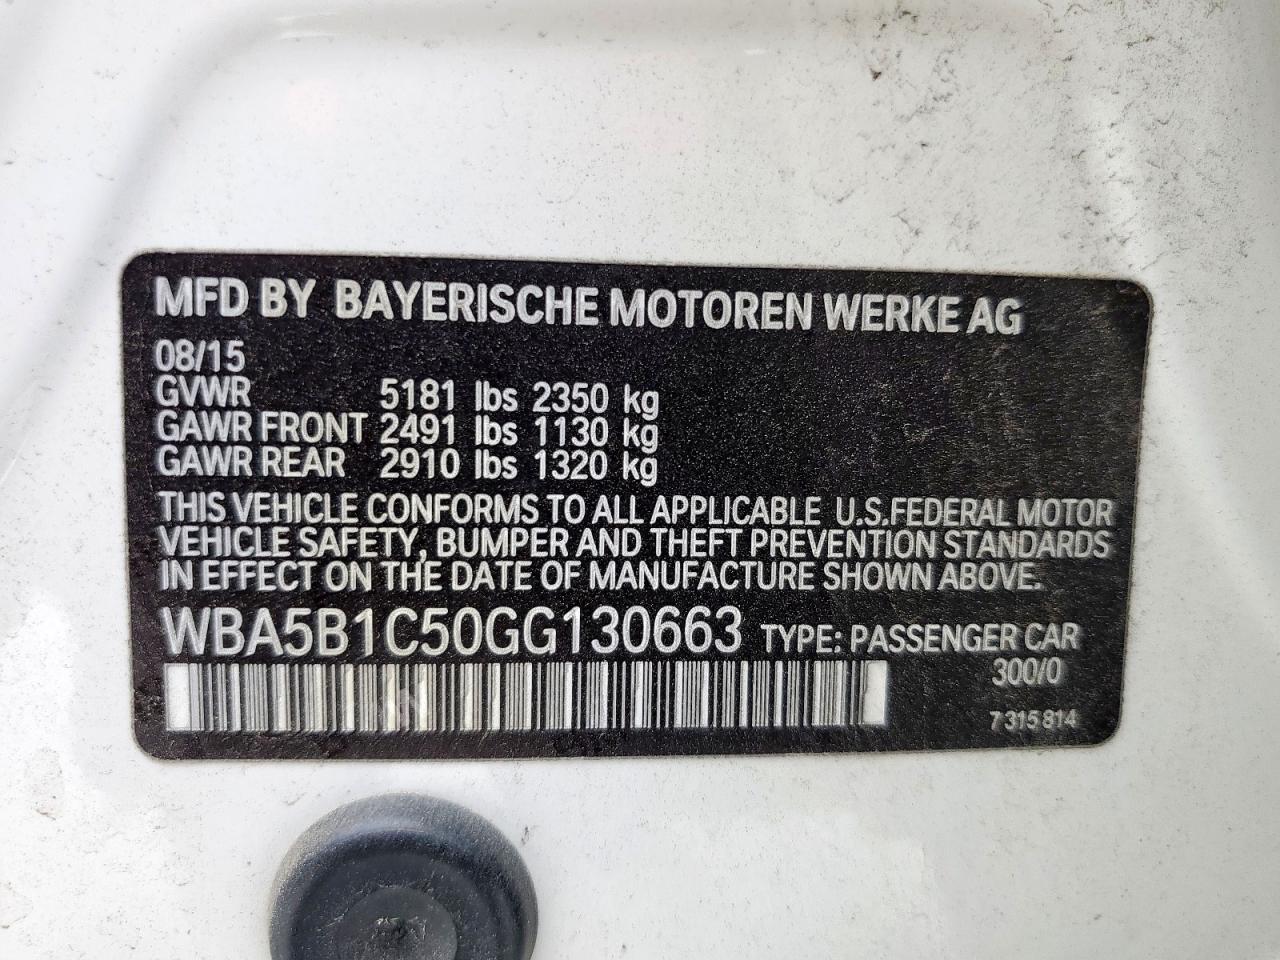 MFD BY BAYERISCHE MOTOREN WERKE AG
08/15
GVWR 5181 lbs 2350 kg
GAWR FRONT 2491 lbs 1130 kg
GAWR REAR 2910 lbs 1320 kg
THIS VEHICLE CONFORMS TO ALL APPLICABLE U.S.FEDERAL MOTOR
VEHICLE SAFETY, BUMPER AND THEFT PREVENTION STANDARDS
IN EFFECT ON THE DATE OF MANUFACTURE SHOWN ABOVE.
WBA5B1C50GG130663 TYPE: PASSENGER CAR
300/0
7 315 814